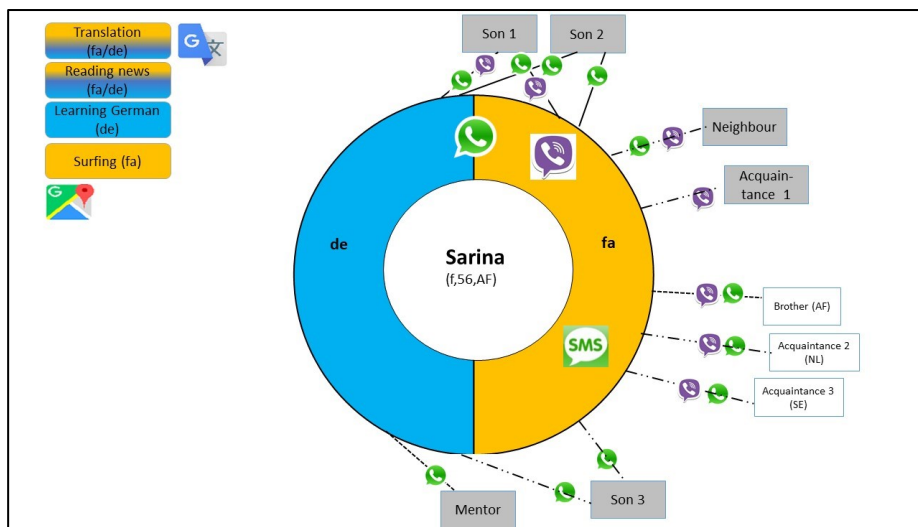 Translation
(fa/de)
Reading news
(fa/de)
Learning German
(de)
Surfing (fa)
G
文
G
Son 1
Son 2
Neighbour
Acquain-
tance 1
de
Sarina
(f,56,AF)
fa
Brother (AF)
SMS
Acquaintance 2
(NL)
Acquaintance 3
(SE)
Mentor
Son 3